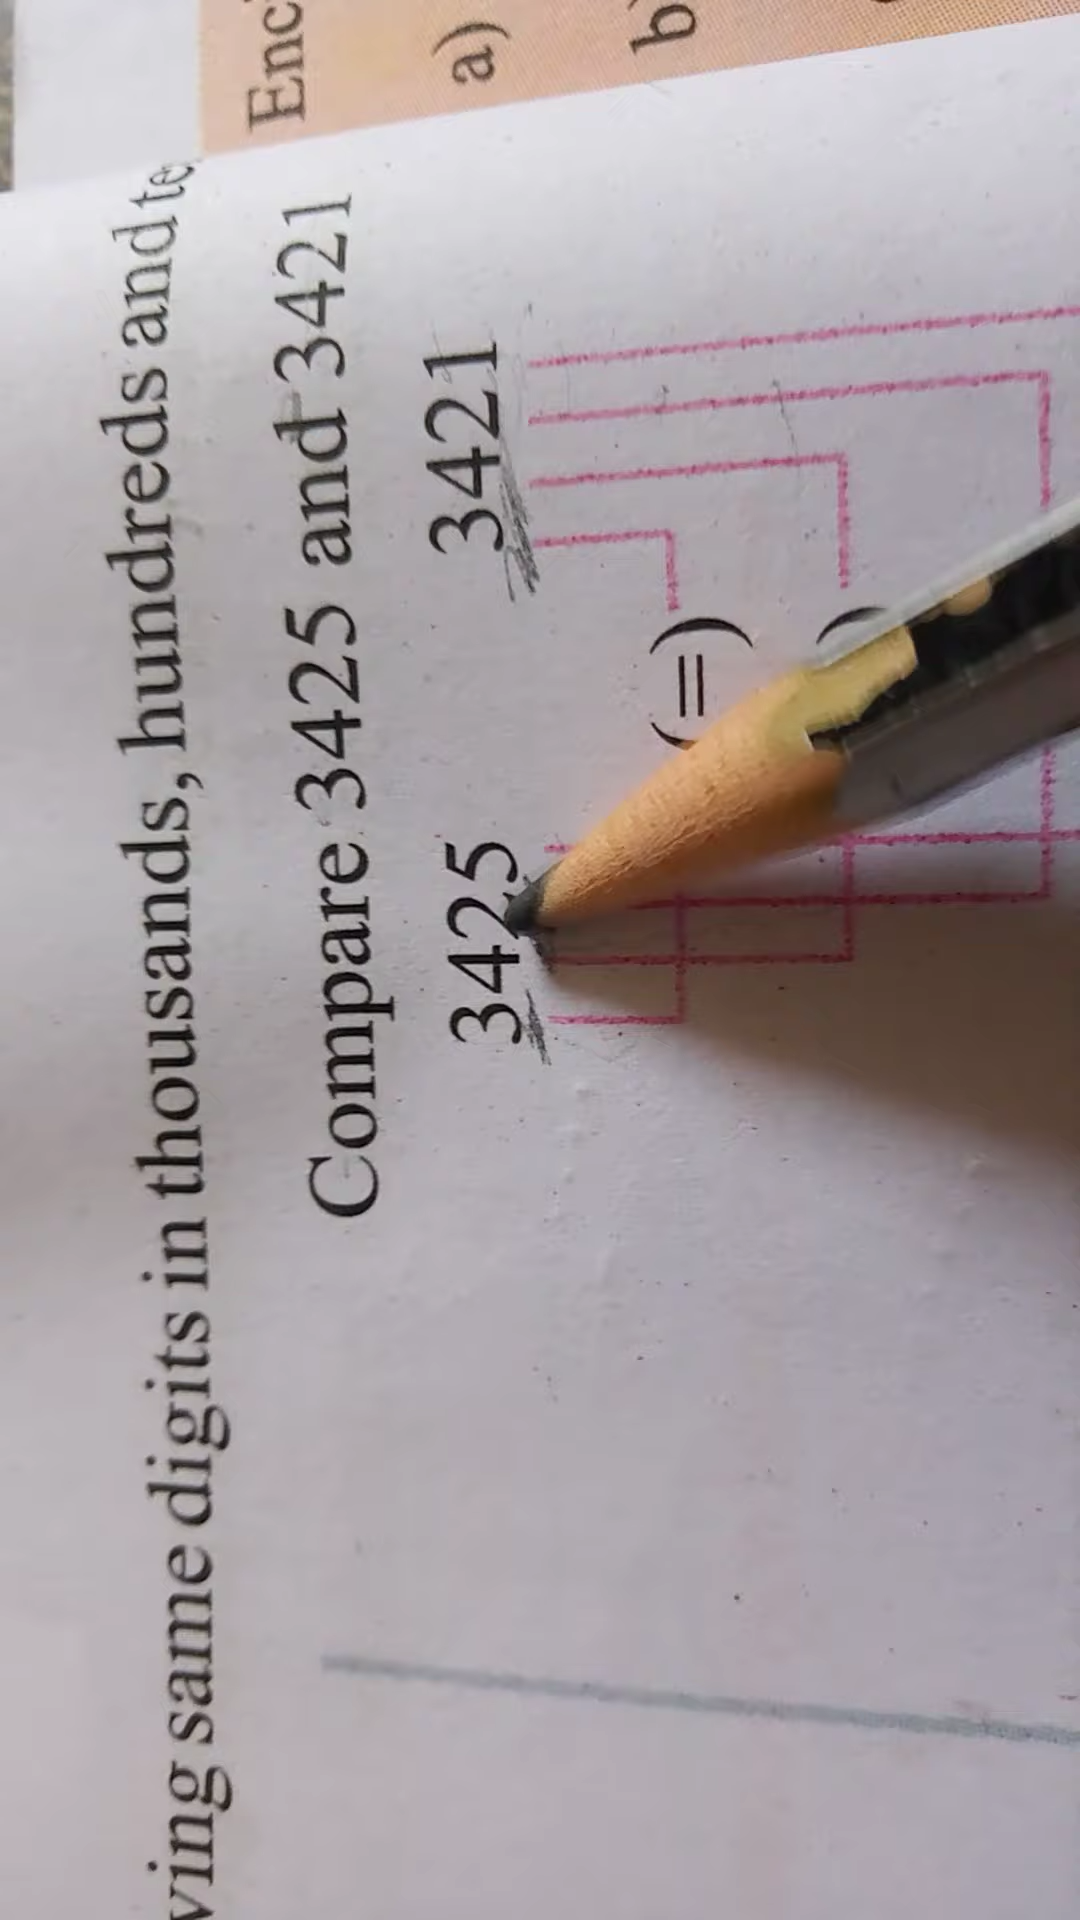 ving same digits in thousands, hundreds and te
Compare 3425 and 3421
3425 3421
(=)
)
Enc
a)
b)